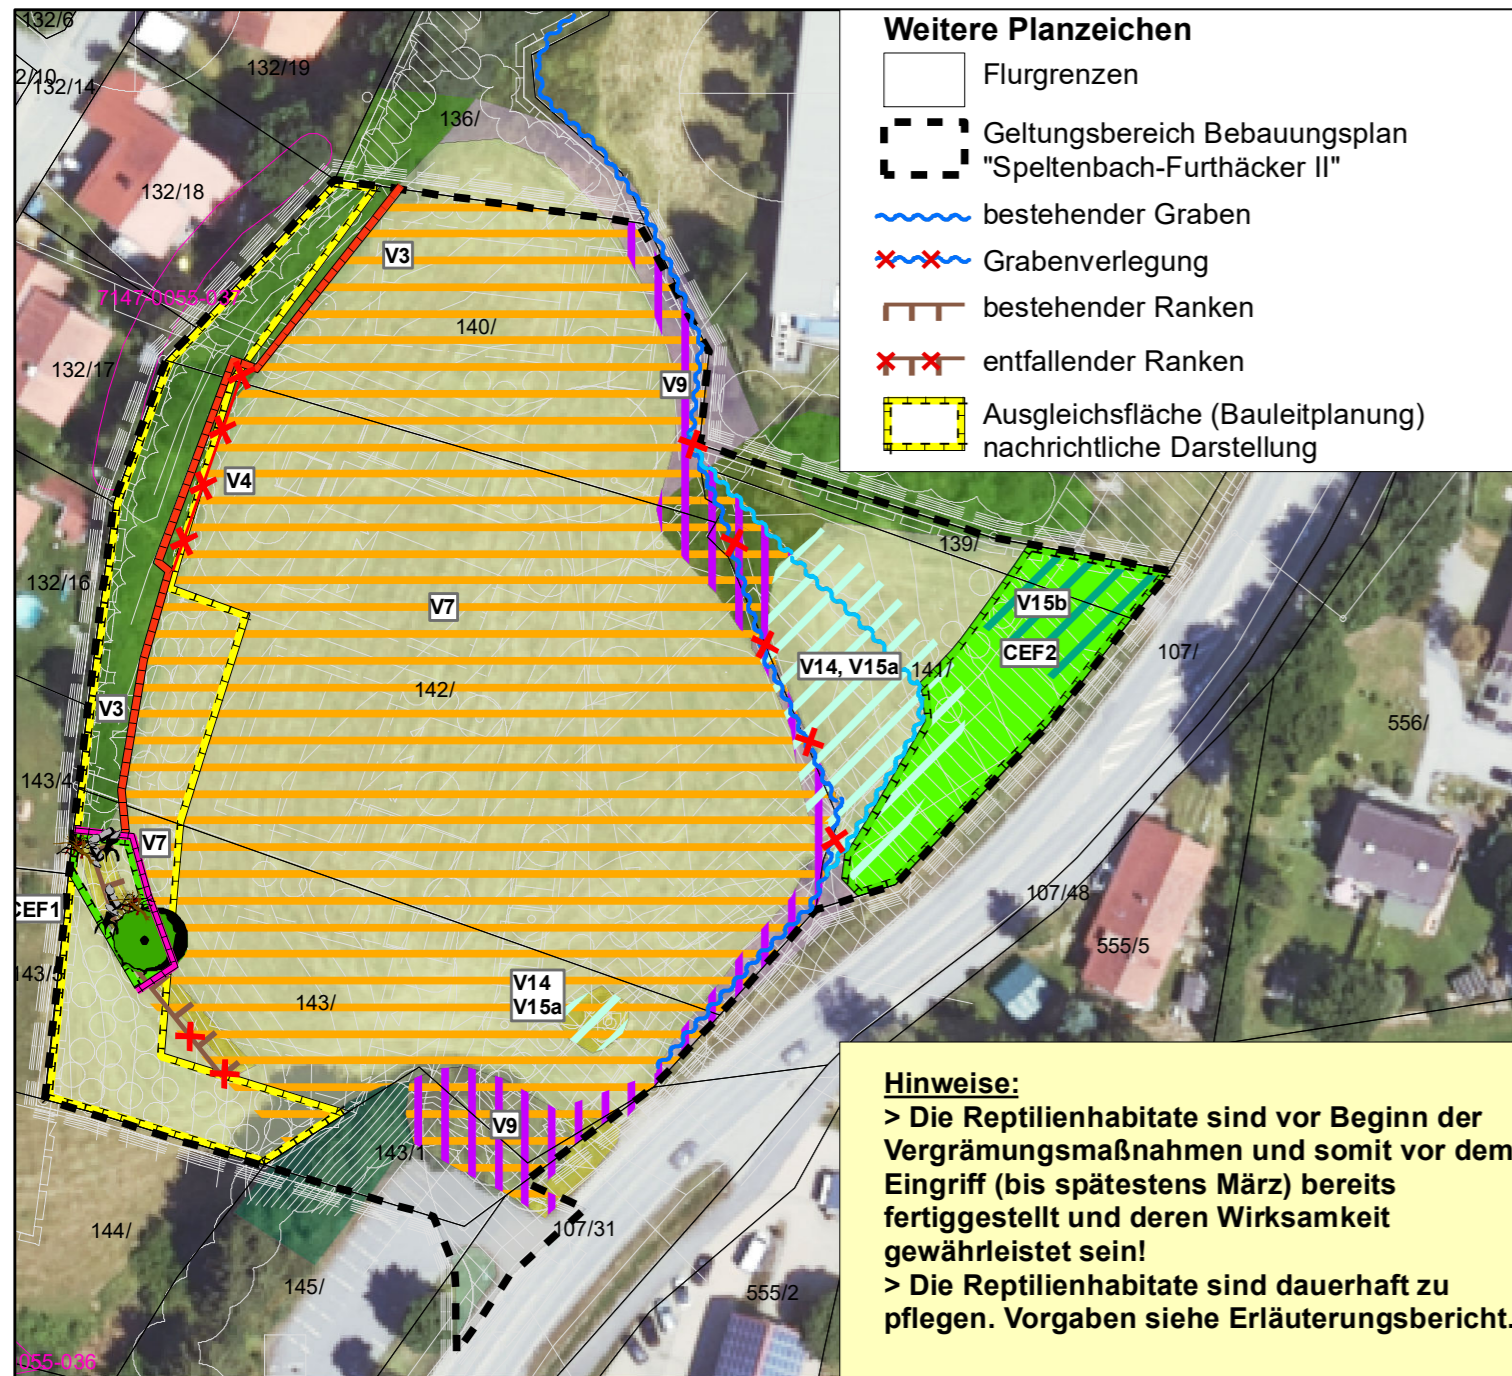 132/6
132/19
2/10
132/14
136/
132/18
V3
7147-0055-037
140/
132/17
V9
V4
139/
132/16
V7
V15b
CEF2
107/
V14, V15a
141/
142/
V3
556/
143/4
V7
107/48
CEF1
555/5
143/5
V14
V15a
143/
V9
143/1
144/
107/31
145/
555/2
055-036
Weitere Planzeichen
Flurgrenzen
Geltungsbereich Bebauungsplan
"Speltenbach-Furthäcker II"
bestehender Graben
Grabenverlegung
bestehender Ranken
entfallender Ranken
Ausgleichsfläche (Bauleitplanung)
nachrichtliche Darstellung
Hinweise:
> Die Reptilienhabitate sind vor Beginn der
Vergrämungsmaßnahmen und somit vor dem
Eingriff (bis spätestens März) bereits
fertiggestellt und deren Wirksamkeit
gewährleistet sein!
> Die Reptilienhabitate sind dauerhaft zu
pflegen. Vorgaben siehe Erläuterungsbericht.